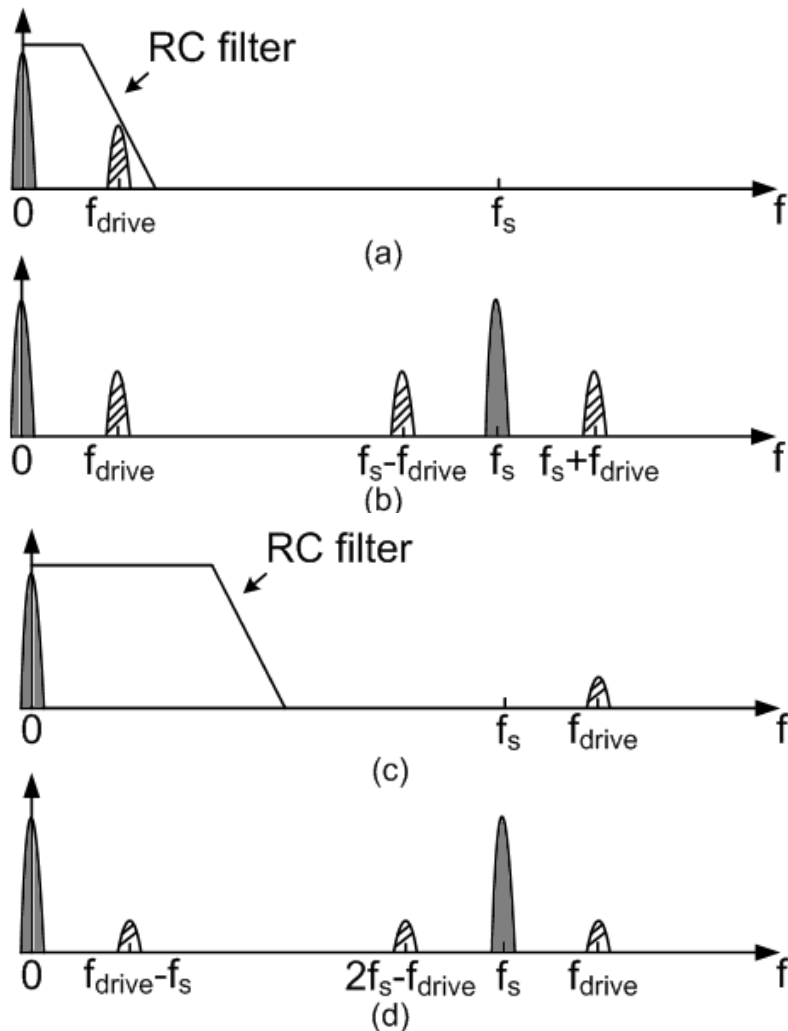 RC filter
0 f_drive f_s f
(a)
0 f_drive f_s-f_drive f_s f_s+f_drive f
(b)
RC filter
0 f_s f_drive f
(c)
0 f_drive-f_s 2f_s-f_drive f_s f_drive f
(d)